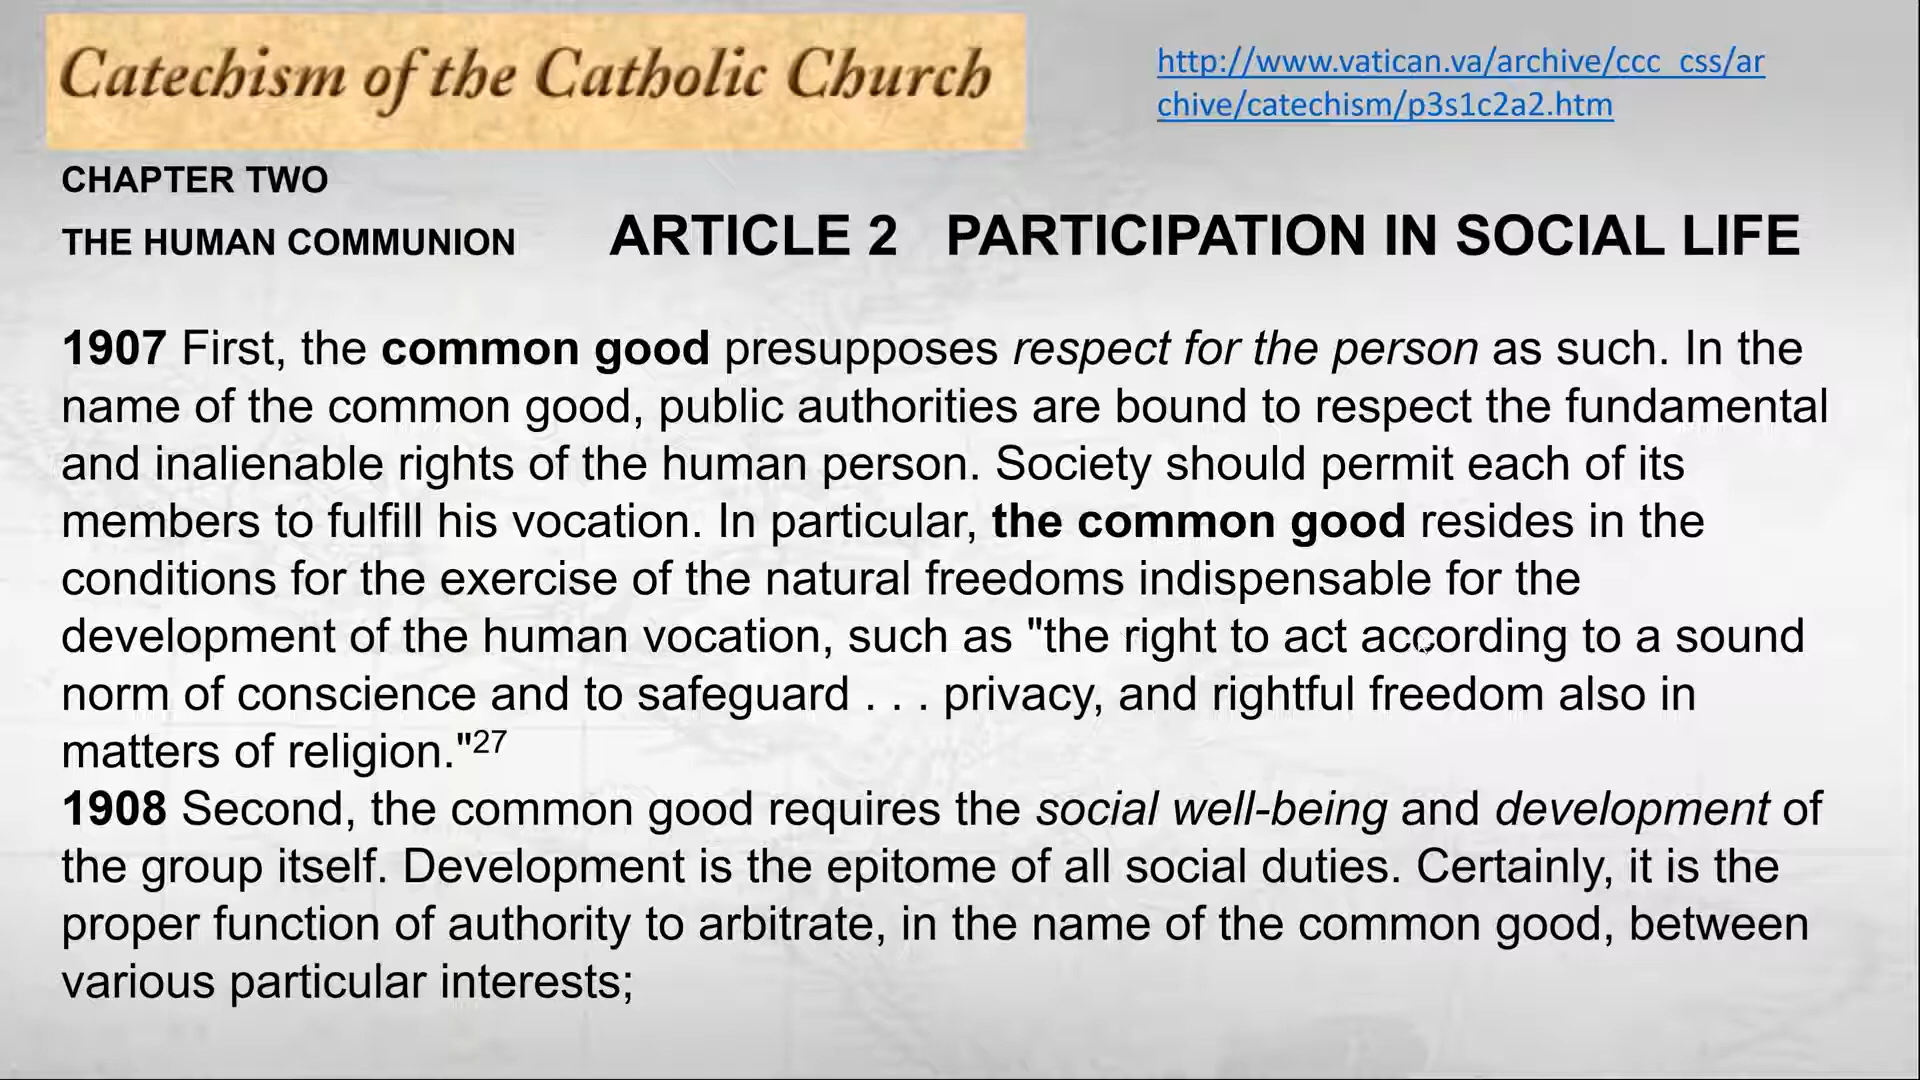 Catechism of the Catholic Church
http://www.vatican.va/archive/ccc_css/ar
chive/catechism/p3s1c2a2.htm
CHAPTER TWO
THE HUMAN COMMUNION ARTICLE 2 PARTICIPATION IN SOCIAL LIFE
1907 First, the common good presupposes respect for the person as such. In the
name of the common good, public authorities are bound to respect the fundamental
and inalienable rights of the human person. Society should permit each of its
members to fulfill his vocation. In particular, the common good resides in the
conditions for the exercise of the natural freedoms indispensable for the
development of the human vocation, such as "the right to act according to a sound
norm of conscience and to safeguard . . . privacy, and rightful freedom also in
matters of religion."27
1908 Second, the common good requires the social well-being and development of
the group itself. Development is the epitome of all social duties. Certainly, it is the
proper function of authority to arbitrate, in the name of the common good, between
various particular interests;